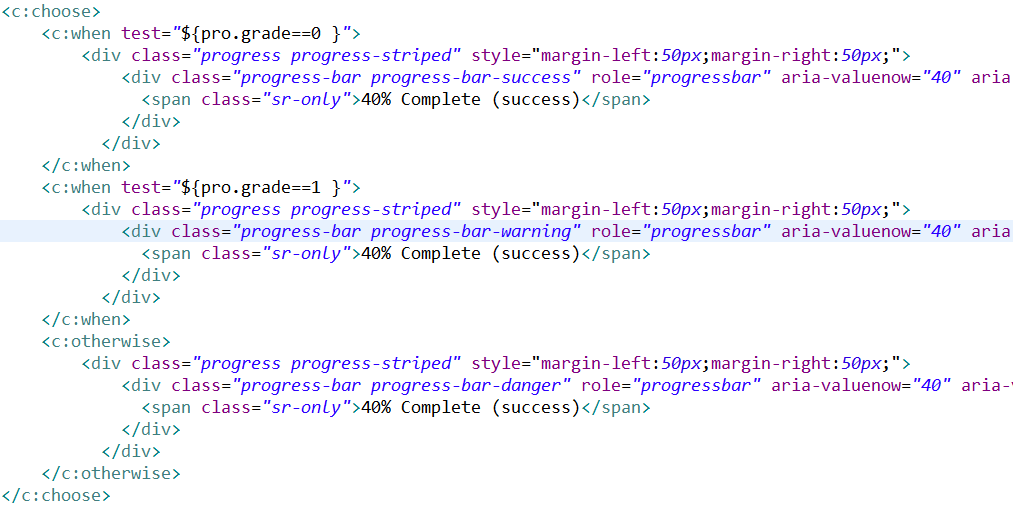 <c:choose>
    <c:when test="${pro.grade==0 }">
        <div class="progress progress-striped" style="margin-left:50px;margin-right:50px;">
            <div class="progress-bar progress-bar-success" role="progressbar" aria-valuenow="40" aria
              <span class="sr-only">40% Complete (success)</span>
            </div>
          </div>
    </c:when>
    <c:when test="${pro.grade==1 }">
        <div class="progress progress-striped" style="margin-left:50px;margin-right:50px;">
            <div class="progress-bar progress-bar-warning" role="progressbar" aria-valuenow="40" aria
              <span class="sr-only">40% Complete (success)</span>
            </div>
          </div>
    </c:when>
    <c:otherwise>
        <div class="progress progress-striped" style="margin-left:50px;margin-right:50px;">
            <div class="progress-bar progress-bar-danger" role="progressbar" aria-valuenow="40" aria-
              <span class="sr-only">40% Complete (success)</span>
            </div>
          </div>
    </c:otherwise>
</c:choose>